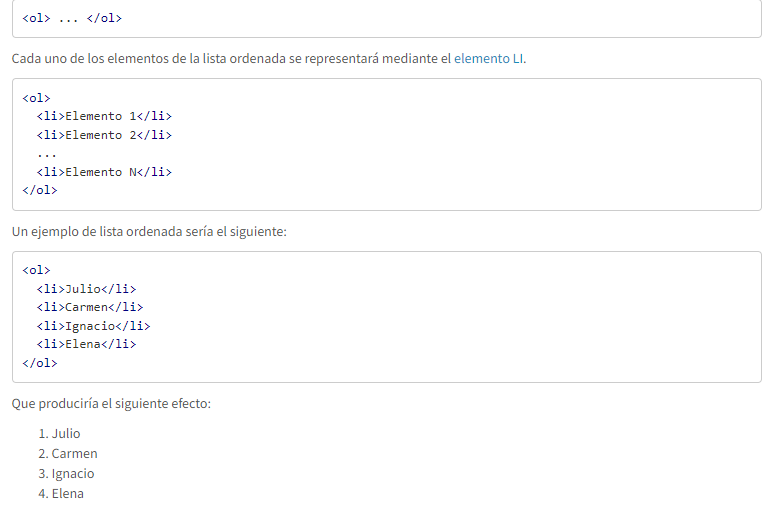 <ol> ... </ol>
Cada uno de los elementos de la lista ordenada se representará mediante el elemento LI.
<ol>
  <li>Elemento 1</li>
  <li>Elemento 2</li>
  ...
  <li>Elemento N</li>
</ol>
Un ejemplo de lista ordenada sería el siguiente:
<ol>
  <li>Julio</li>
  <li>Carmen</li>
  <li>Ignacio</li>
  <li>Elena</li>
</ol>
Que produciría el siguiente efecto:
1. Julio
2. Carmen
3. Ignacio
4. Elena